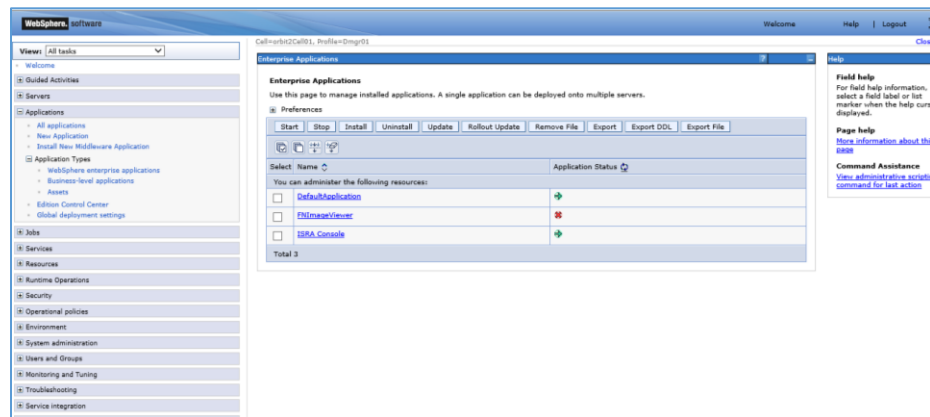 WebSphere. software
Welcome Help | Logout
Cell=orbit2Cell01, Profile=Dmgr01
Clos
View: All tasks
Welcome
Guided Activities
Servers
Applications
All applications
New Application
Install New Middleware Application
Application Types
WebSphere enterprise applications
Business-level applications
Assets
Edition Control Center
Global deployment settings
Jobs
Services
Resources
Runtime Operations
Security
Operational policies
Environment
System administration
Users and Groups
Monitoring and Tuning
Troubleshooting
Service integration
Enterprise Applications ?
Enterprise Applications
Use this page to manage installed applications. A single application can be deployed onto multiple servers.
Preferences
Start Stop Install Uninstall Update Rollout Update Remove File Export Export DDL Export File
Select Name Application Status
You can administer the following resources:
DefaultApplication
FNImageViewer
ISRA Console
Total 3
Help
Field help
For field help information,
select a field label or list
marker when the help curs
displayed.
Page help
More information about thi
page
Command Assistance
View administrative scripti
command for last action